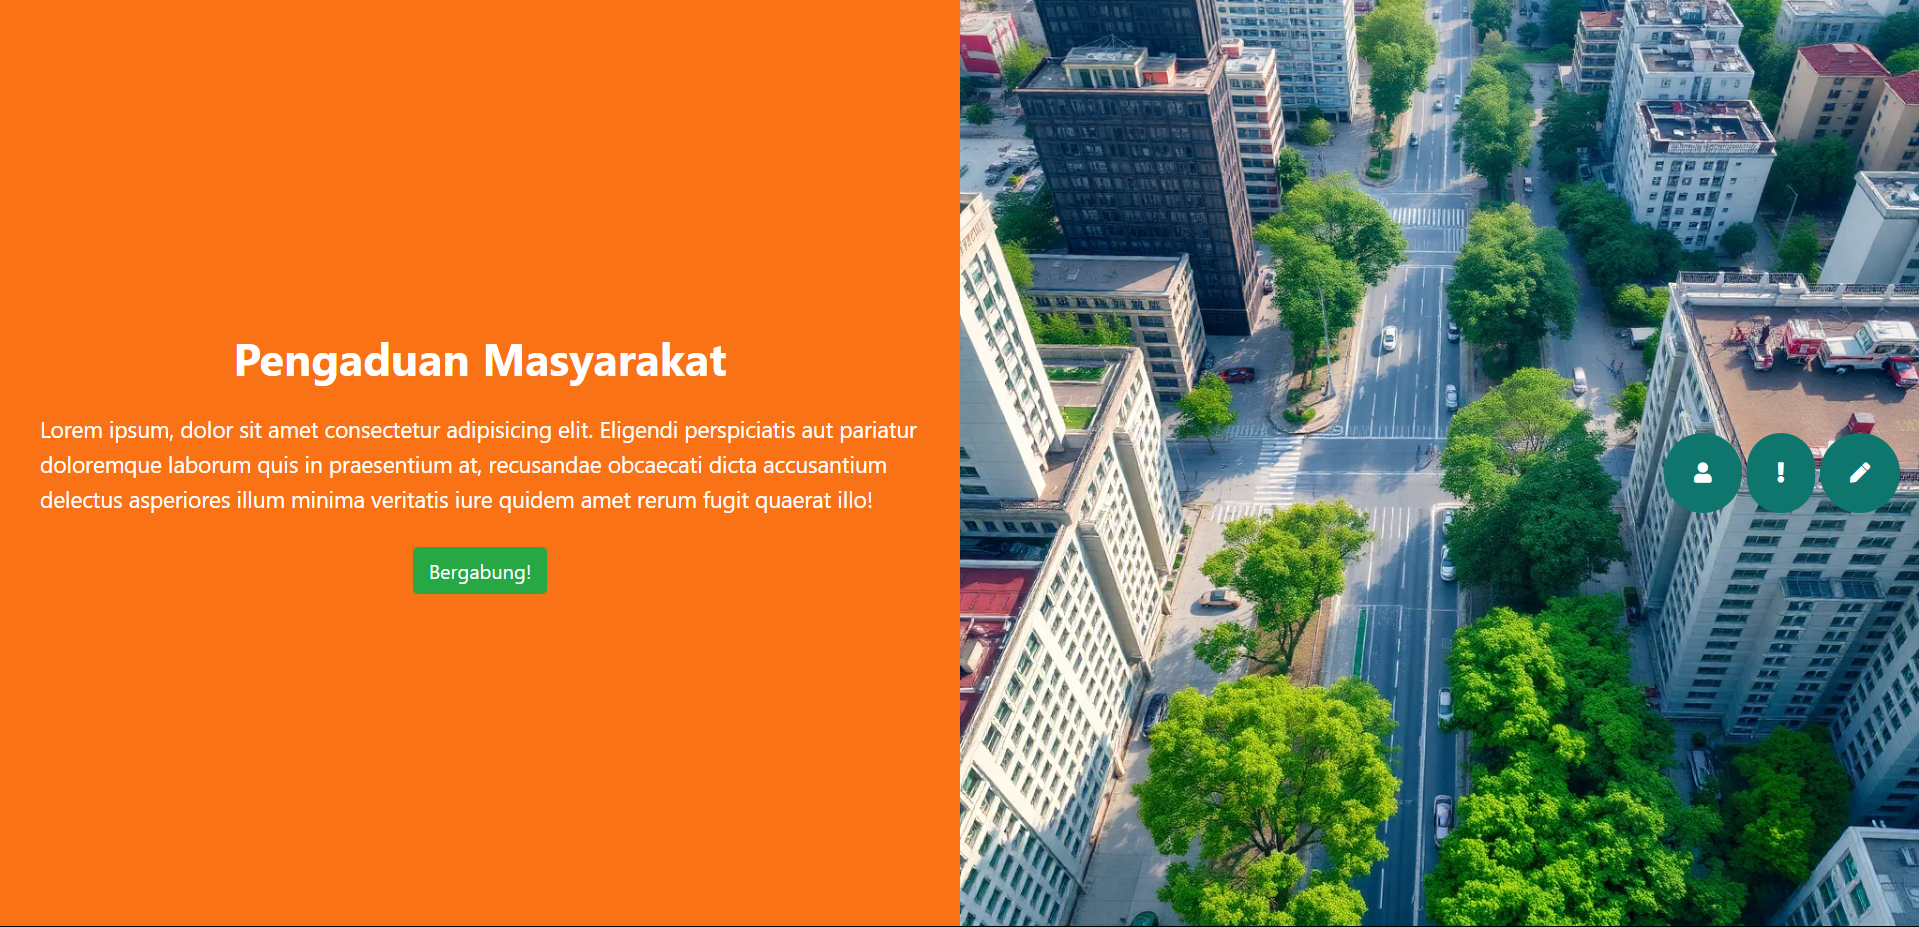 Pengaduan Masyarakat
Lorem ipsum, dolor sit amet consectetur adipisicing elit. Eligendi perspiciatis aut pariatur
doloremque laborum quis in praesentium at, recusandae obcaecati dicta accusantium
delectus asperiores illum minima veritatis iure quidem amet rerum fugit quaerat illo!
Bergabung!